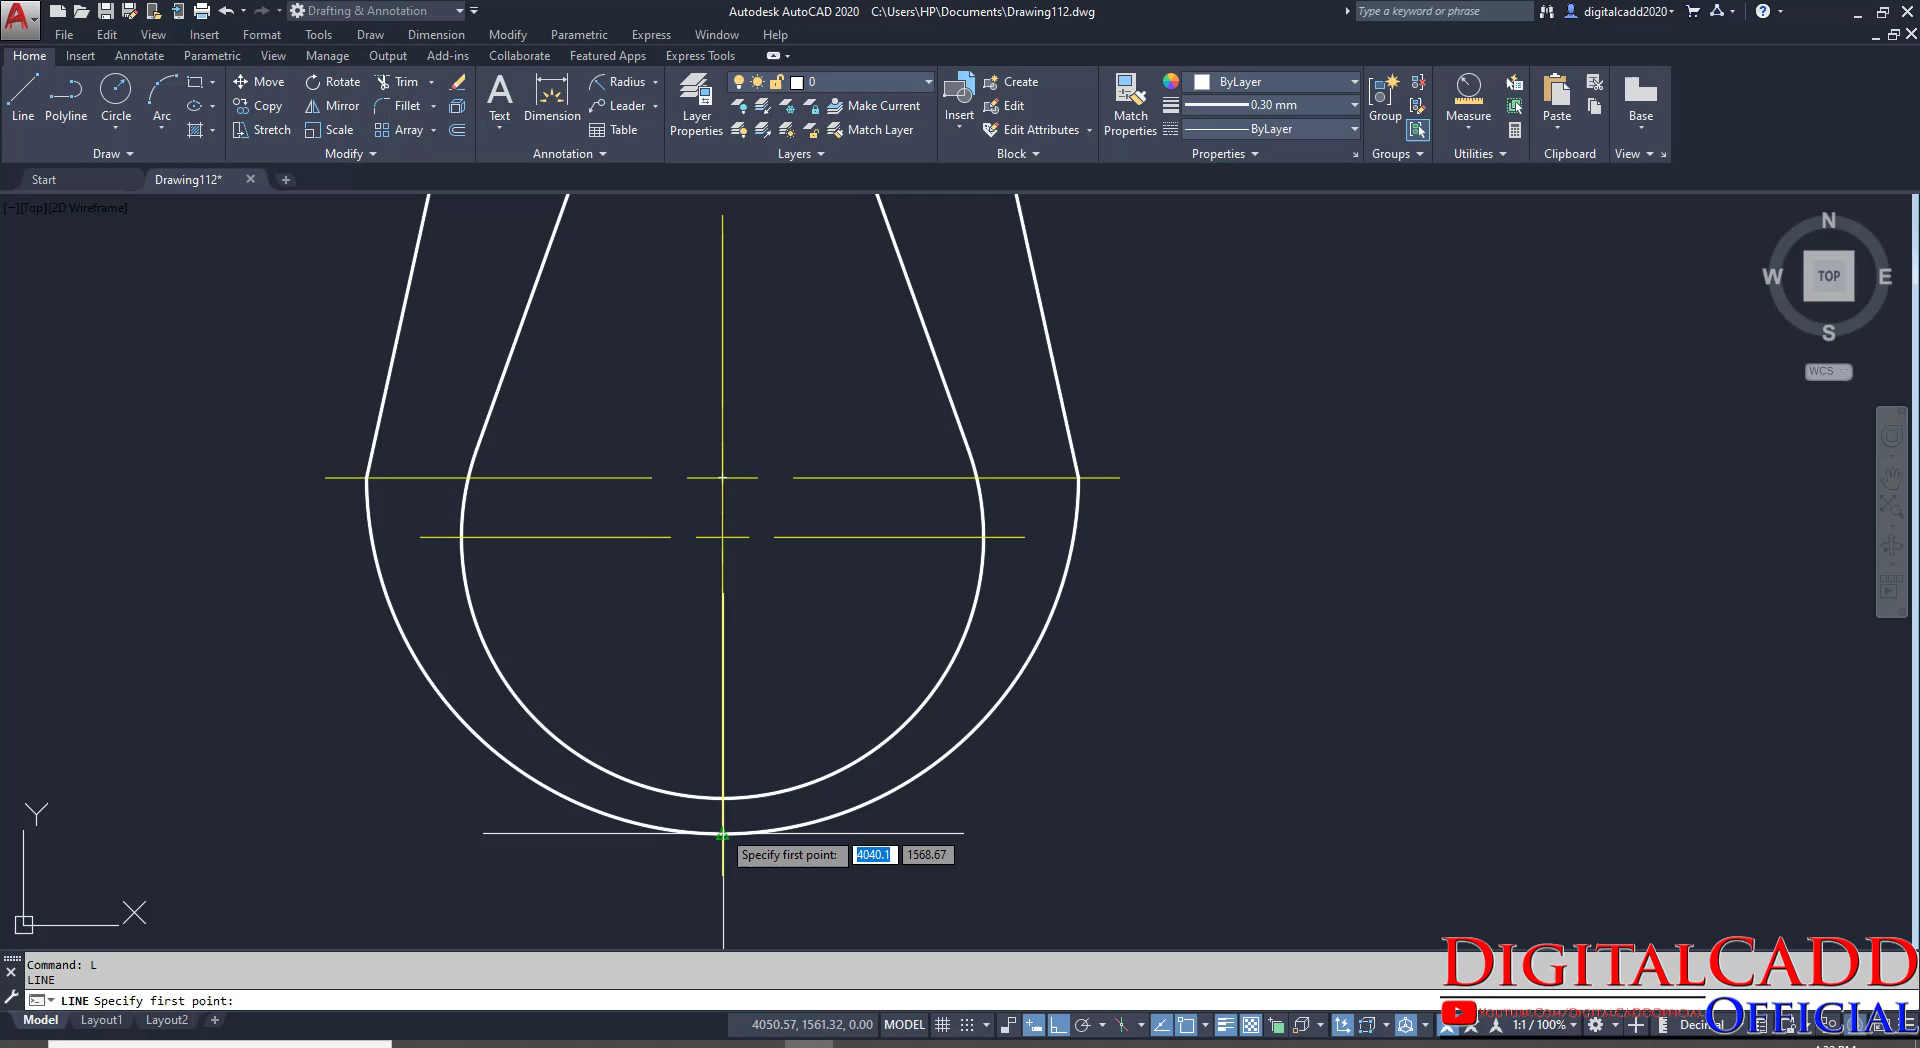 Drafting & Annotation
Autodesk AutoCAD 2020 C:\Users\HP\Documents\Drawing112.dwg
Type a keyword or phrase
digitalcadd2020
File Edit View Insert Format Tools Draw Dimension Modify Parametric Express Window Help
Home Insert Annotate Parametric View Manage Output Add-ins Collaborate Featured Apps Express Tools
Line Polyline Circle Arc
Move Rotate Trim
Copy Mirror Fillet
Stretch Scale Array
Text Dimension
Radius
Leader
Table
Layer Properties
0
Make Current
Match Layer
Insert
Create
Edit
Edit Attributes
Match Properties
ByLayer
0.30 mm
ByLayer
Group
Measure
Paste
Base
Draw Modify Annotation Layers Block Properties Groups Utilities Clipboard View
Start Drawing112*
[−][Top][2D Wireframe]
N
W TOP E
S
WCS
Specify first point: 4040.1 1568.67
Y
X
Command: L
LINE
LINE Specify first point:
Model Layout1 Layout2
4050.57, 1561.32, 0.00 MODEL
1:1 / 100%
DigitalCADD
Official